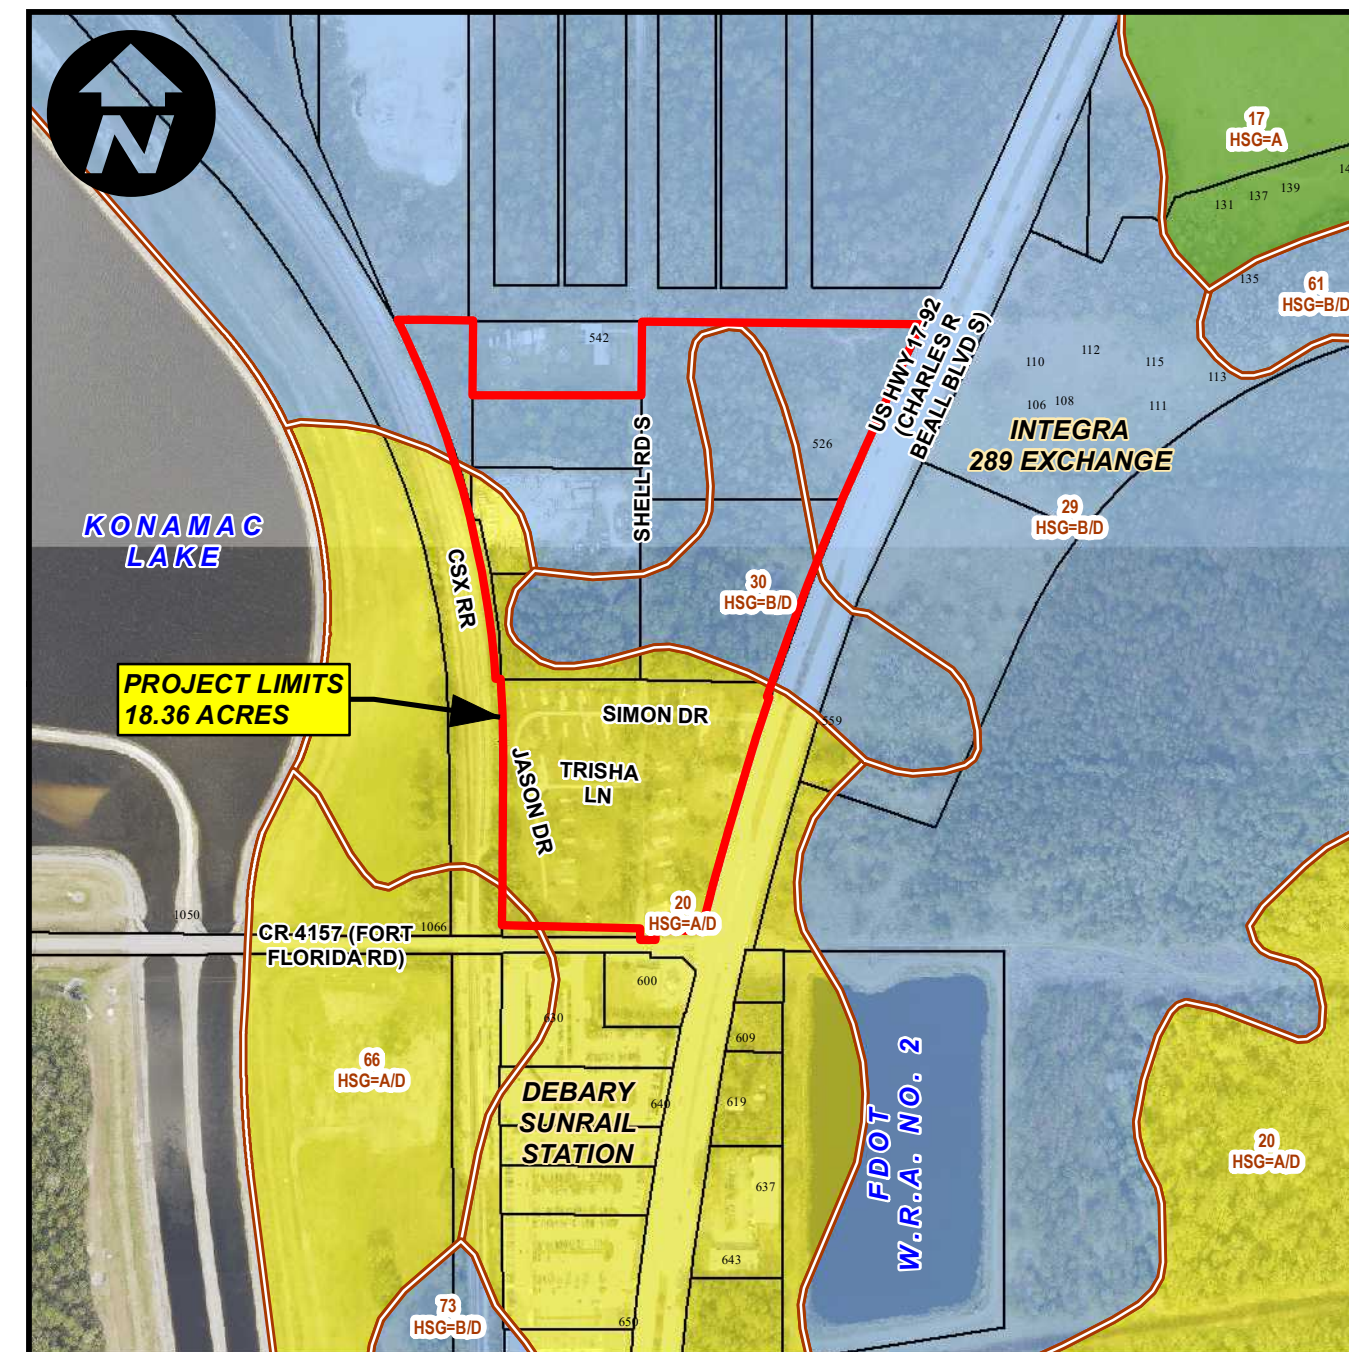 N
17
HSG=A
131
137
139
14
135
61
HSG=B/D
542
US HWY 17-92
(CHARLES R
BEALL BLVD S)
110
112
115
113
106
108
111
INTEGRA
289 EXCHANGE
526
SHELL RD S
29
HSG=B/D
KONAMAC
LAKE
CSX RR
30
HSG=B/D
PROJECT LIMITS
18.36 ACRES
SIMON DR
559
JASON DR
TRISHA
LN
20
HSG=A/D
1050
1066
CR 4157 (FORT
FLORIDA RD)
600
630
609
66
HSG=A/D
DEBARY
SUNRAIL
STATION
640
619
FDOT
W.R.A. NO. 2
20
HSG=A/D
637
643
73
HSG=B/D
650